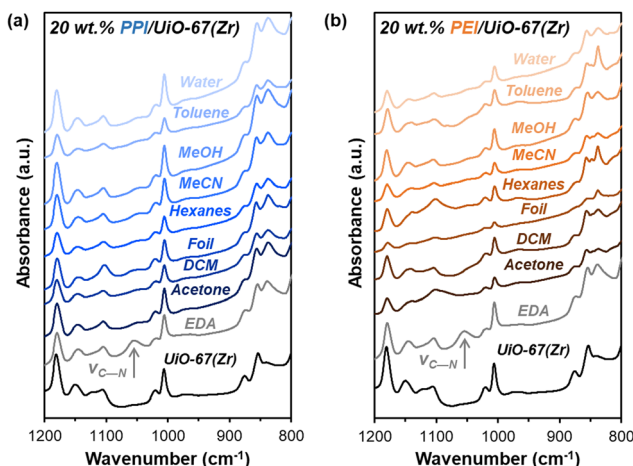 (a)
20 wt.% PPI/UiO-67(Zr)
Water
Toluene
MeOH
MeCN
Hexanes
Foil
DCM
Acetone
EDA
νC—N
UiO-67(Zr)
Absorbance (a.u.)
1200 1100 1000 900 800
Wavenumber (cm-1)
(b)
20 wt.% PEI/UiO-67(Zr)
Water
Toluene
MeOH
MeCN
Hexanes
Foil
DCM
Acetone
EDA
νC—N
UiO-67(Zr)
Absorbance (a.u.)
1200 1100 1000 900 800
Wavenumber (cm-1)